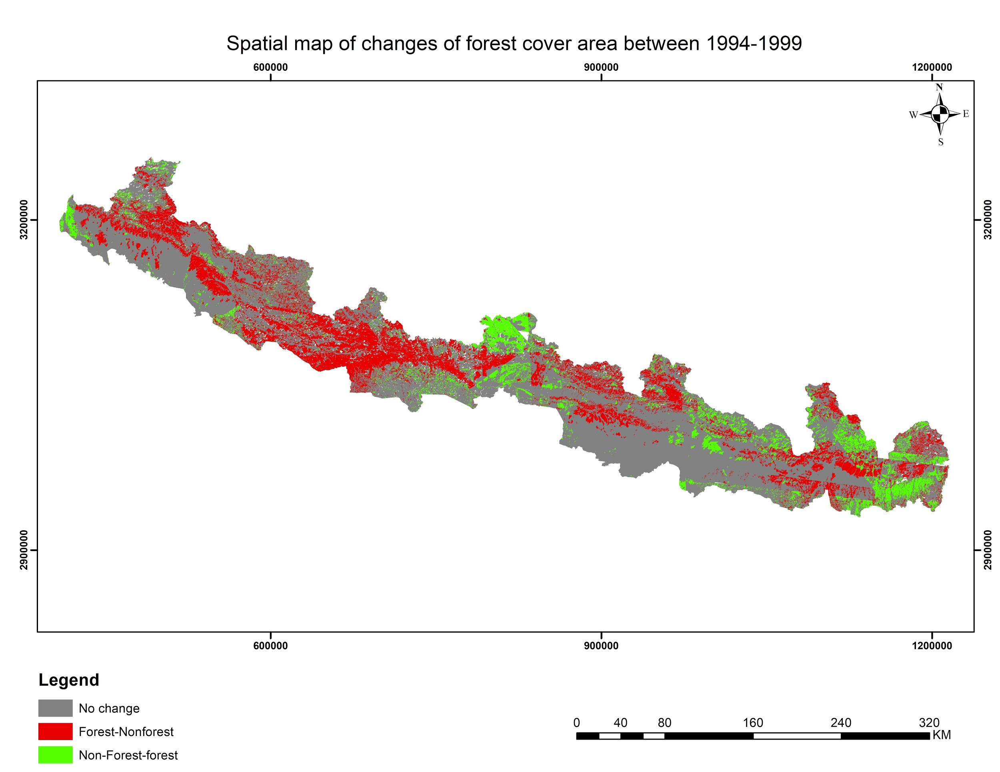 Spatial map of changes of forest cover area between 1994-1999
600000 900000 1200000
N
W E
S
3200000 3200000
2900000 2900000
600000 900000 1200000
Legend
No change
Forest-Nonforest
Non-Forest-forest
0 40 80 160 240 320
KM